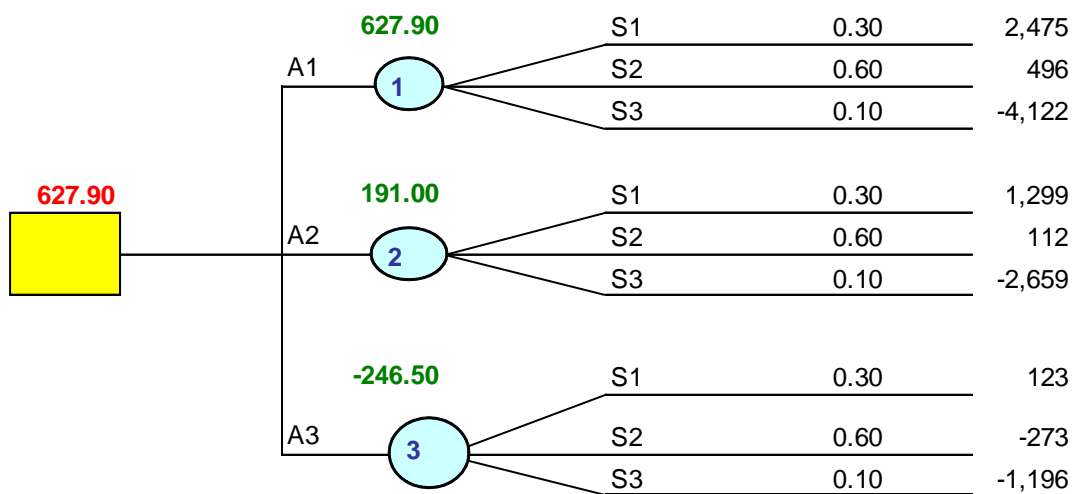 627.90
S1 0.30 2,475
A1 1 S2 0.60 496
S3 0.10 -4,122
627.90 191.00 S1 0.30 1,299
A2 2 S2 0.60 112
S3 0.10 -2,659
-246.50 S1 0.30 123
A3 3 S2 0.60 -273
S3 0.10 -1,196